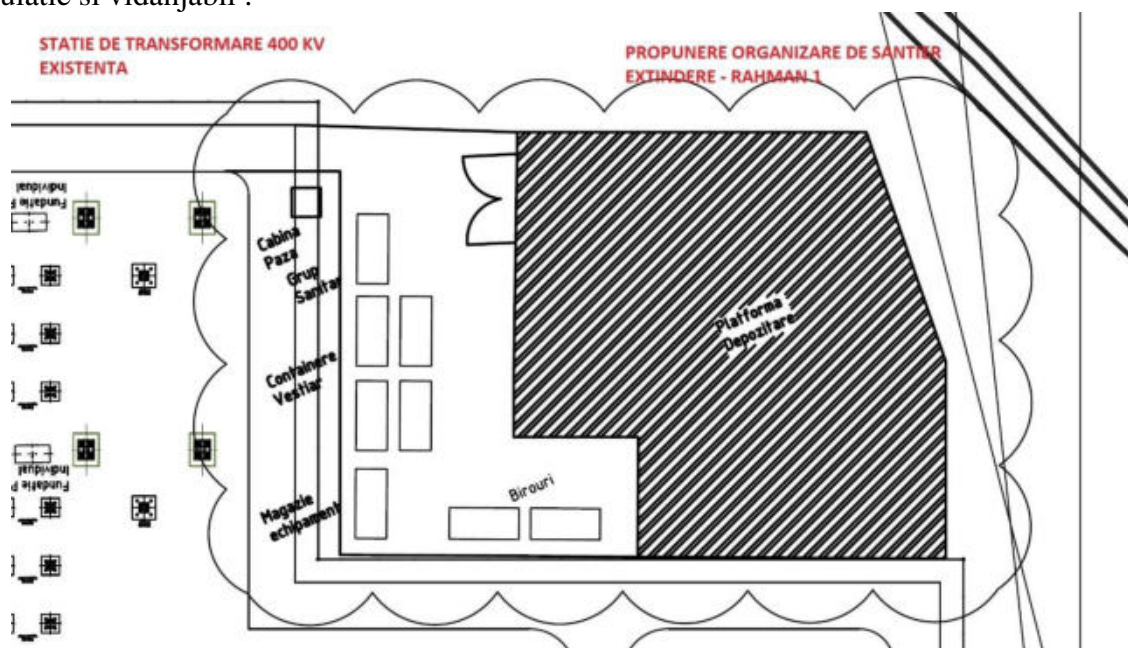 ulatie si vidanjabil .
STATIE DE TRANSFORMARE 400 KV
EXISTENTA
PROPUNERE ORGANIZARE DE SANTIER
EXTINDERE - RAHMAN 1
Individual
Fundatie P
Cabina
Paza
Grup
Sanitar
Platforma
Depozitare
Containere
Vestiar
Individual
Fundatie P
Birouri
Magazie
echipament